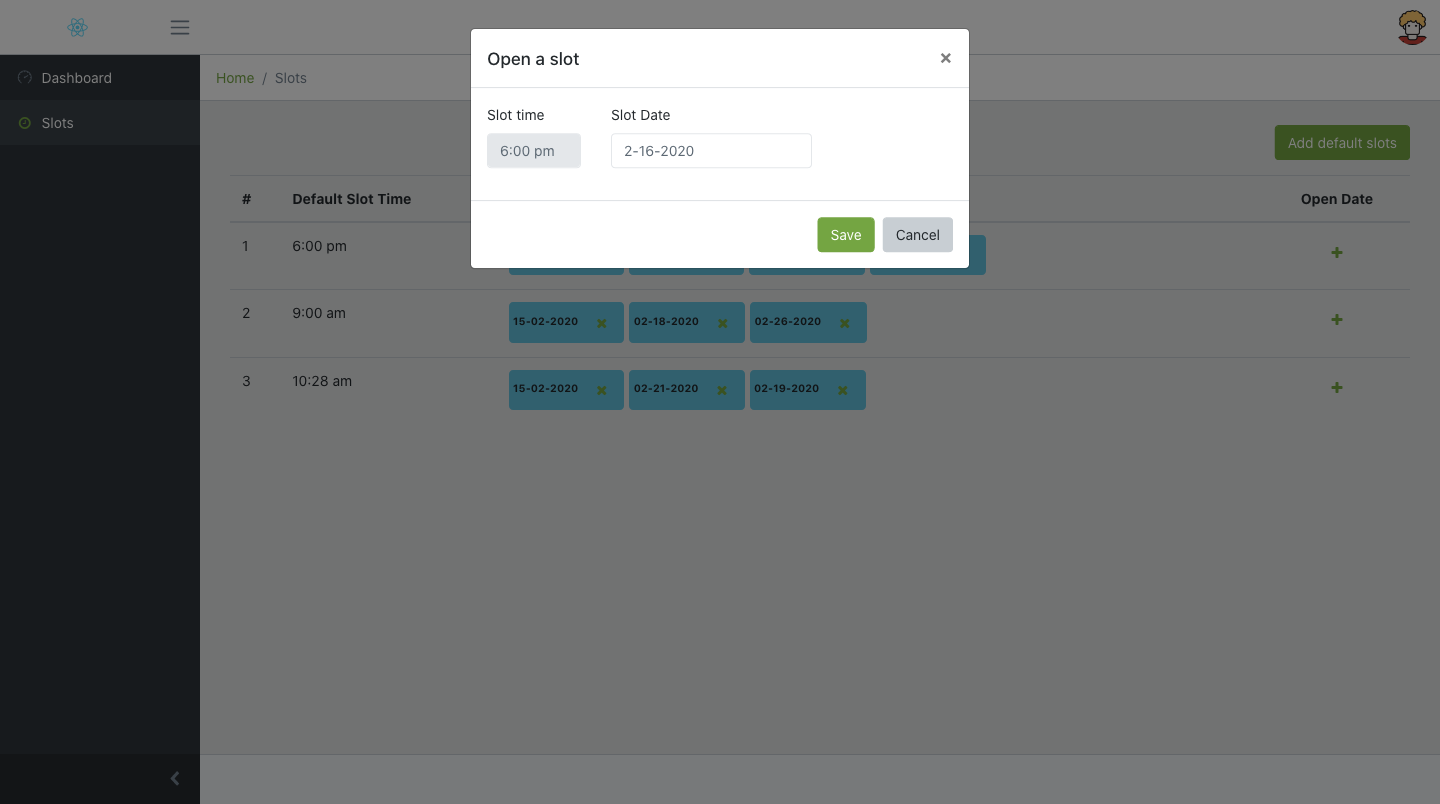 Open a slot ×
Dashboard
Home / Slots
Slots
Slot time Slot Date
6:00 pm 2-16-2020
Add default slots
# Default Slot Time Open Date
Save Cancel
1 6:00 pm
2 9:00 am 15-02-2020 02-18-2020 02-26-2020
3 10:28 am 15-02-2020 02-21-2020 02-19-2020